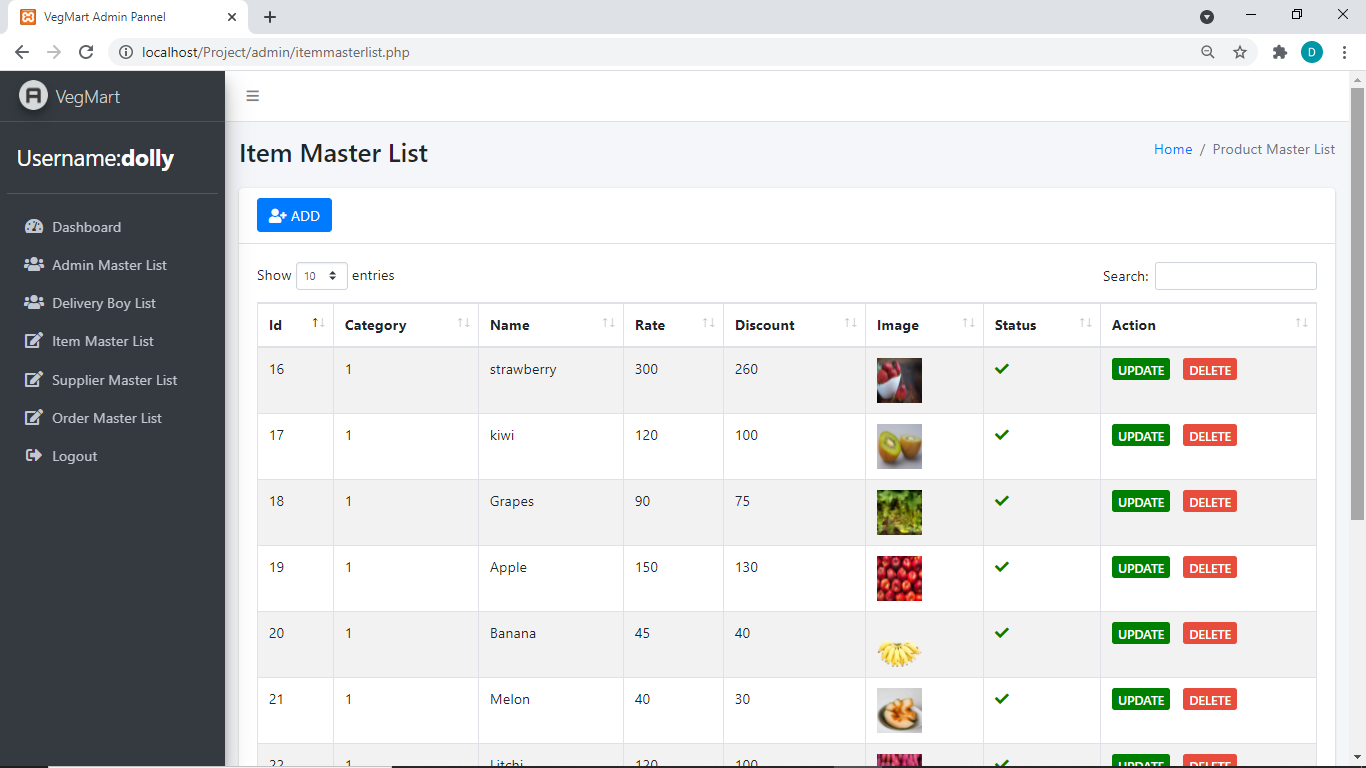 VegMart Admin Pannel
localhost/Project/admin/itemmasterlist.php
D
VegMart
Username:dolly
Dashboard
Admin Master List
Delivery Boy List
Item Master List
Supplier Master List
Order Master List
Logout
Item Master List
Home / Product Master List
ADD
Show 10 entries
Search:
Id Category Name Rate Discount Image Status Action
16 1 strawberry 300 260 UPDATE DELETE
17 1 kiwi 120 100 UPDATE DELETE
18 1 Grapes 90 75 UPDATE DELETE
19 1 Apple 150 130 UPDATE DELETE
20 1 Banana 45 40 UPDATE DELETE
21 1 Melon 40 30 UPDATE DELETE
22 1 Litchi 120 100 UPDATE DELETE